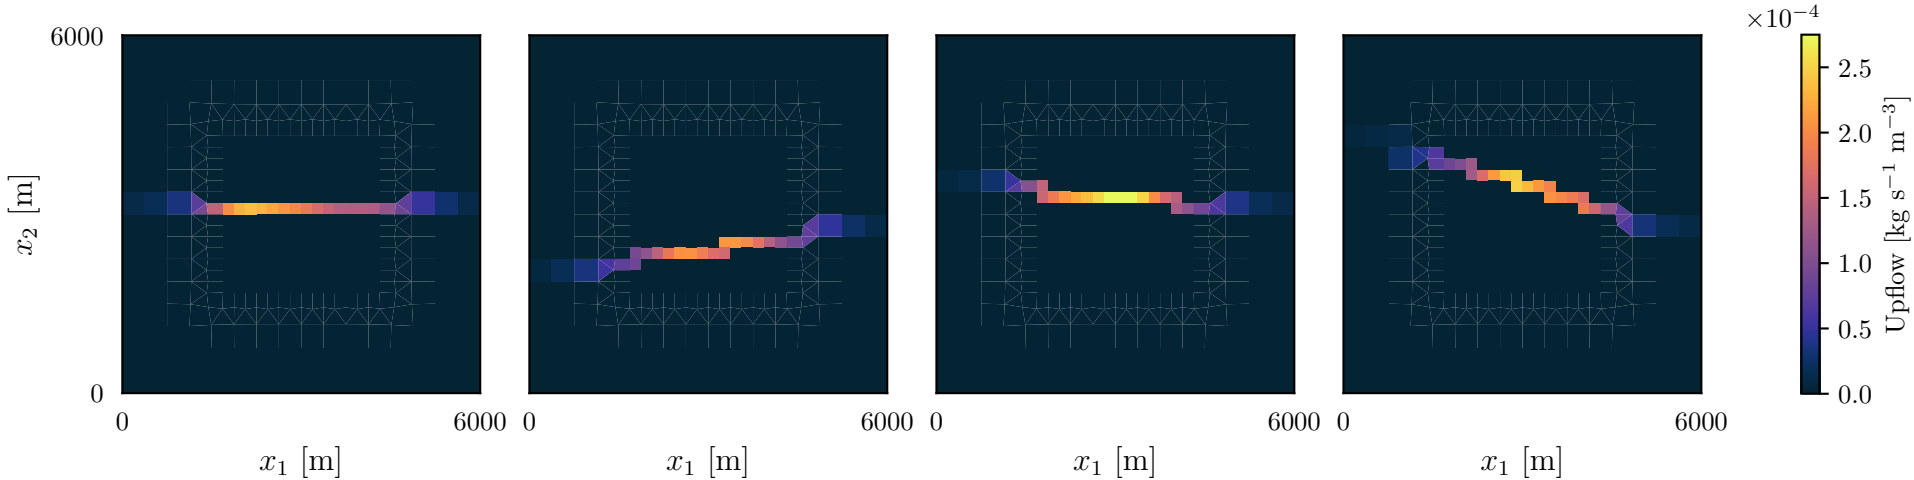 ×10⁻⁴
6000
2.5
2.0
x₂ [m]
1.5
Upflow [kg s⁻¹ m⁻³]
1.0
0.5
0
0.0
0 6000 0 6000 0 6000 0 6000
x₁ [m] x₁ [m] x₁ [m] x₁ [m]